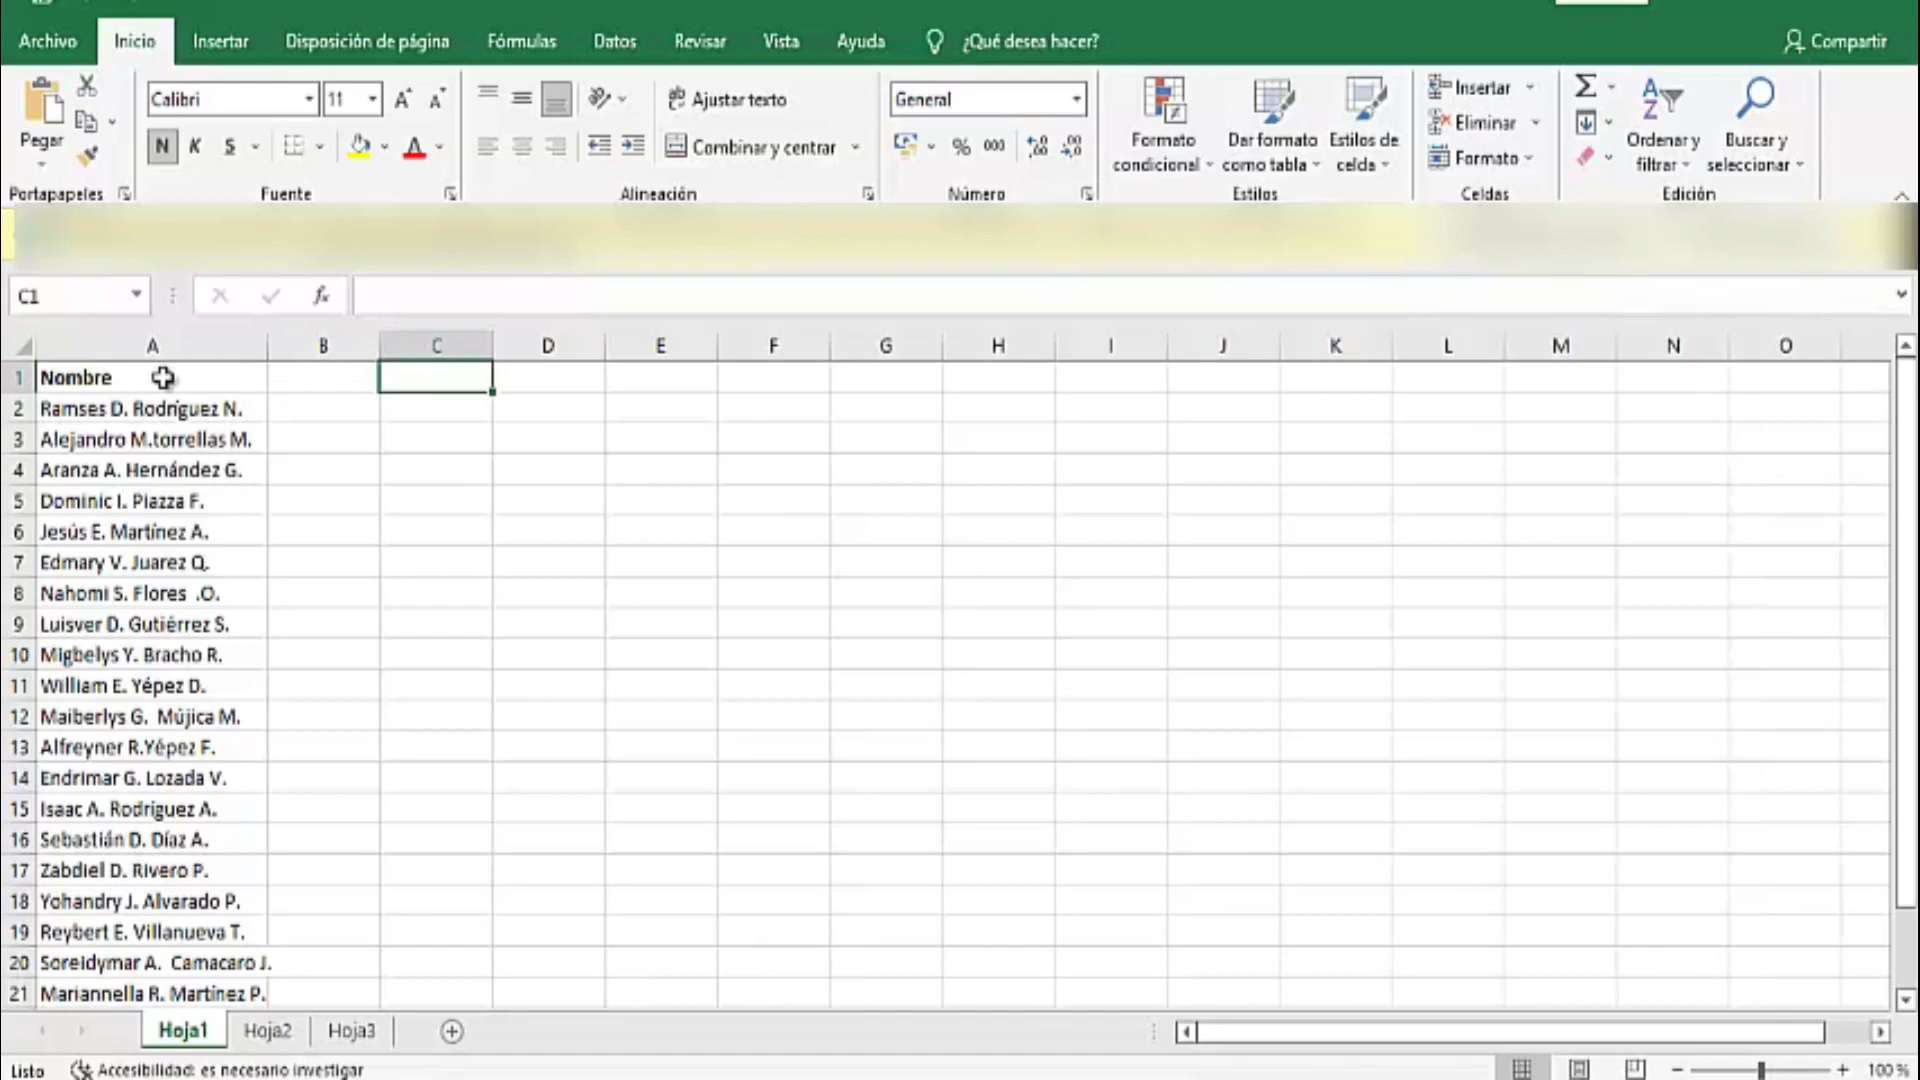 Archivo Inicio Insertar Disposición de página Fórmulas Datos Revisar Vista Ayuda ¿Qué desea hacer? Compartir
Calibri 11 A A Ajustar texto General Insertar Σ
Pegar N K S A Combinar y centrar % 000 Formato condicional Dar formato como tabla Estilos de celda Eliminar Formato Ordenar y filtrar Buscar y seleccionar
Portapapeles Fuente Alineación Número Estilos Celdas Edición
C1 fx
A B C D E F G H I J K L M N O
1 Nombre
2 Ramses D. Rodríguez N.
3 Alejandro M.torrellas M.
4 Aranza A. Hernández G.
5 Dominic I. Piazza F.
6 Jesús E. Martínez A.
7 Edmary V. Juarez Q.
8 Nahomi S. Flores .O.
9 Luisver D. Gutiérrez S.
10 Migbelys Y. Bracho R.
11 William E. Yépez D.
12 Maiberlys G. Mújica M.
13 Alfreyner R.Yépez F.
14 Endrimar G. Lozada V.
15 Isaac A. Rodríguez A.
16 Sebastián D. Díaz A.
17 Zabdiel D. Rivero P.
18 Yohandry J. Alvarado P.
19 Reybert E. Villanueva T.
20 Soreidymar A. Camacaro J.
21 Mariannella R. Martínez P.
Hoja1 Hoja2 Hoja3
Listo Accesibilidad: es necesario investigar 100 %